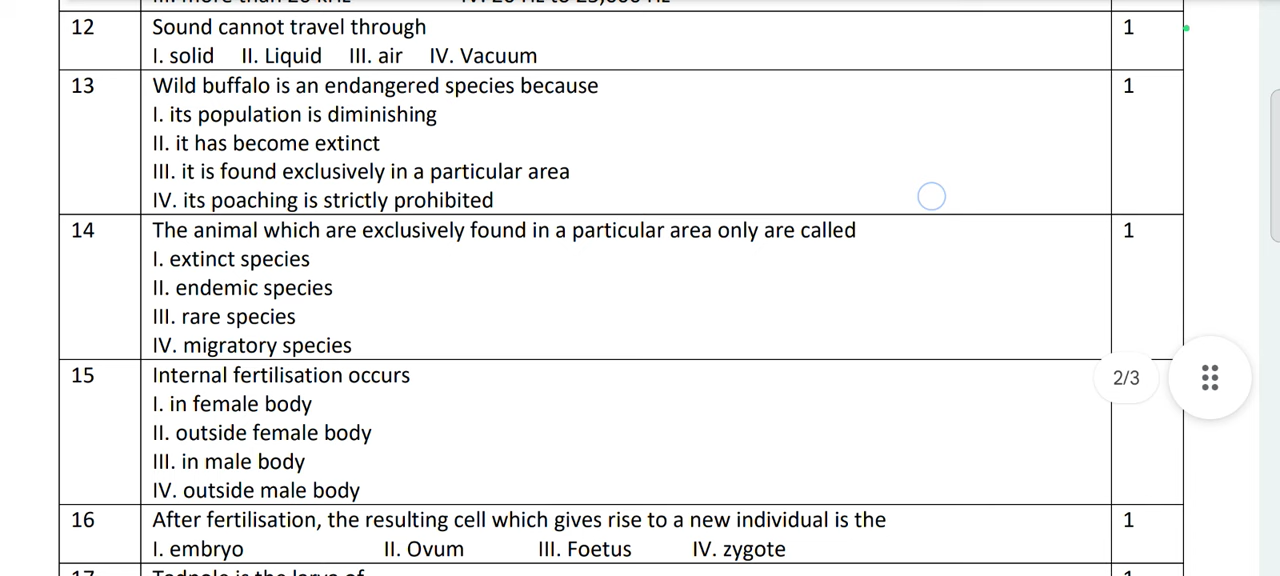 12 Sound cannot travel through 1
I. solid II. Liquid III. air IV. Vacuum
13 Wild buffalo is an endangered species because 1
I. its population is diminishing
II. it has become extinct
III. it is found exclusively in a particular area
IV. its poaching is strictly prohibited
14 The animal which are exclusively found in a particular area only are called 1
I. extinct species
II. endemic species
III. rare species
IV. migratory species
15 Internal fertilisation occurs
I. in female body
II. outside female body
III. in male body
IV. outside male body
2/3
16 After fertilisation, the resulting cell which gives rise to a new individual is the 1
I. embryo II. Ovum III. Foetus IV. zygote